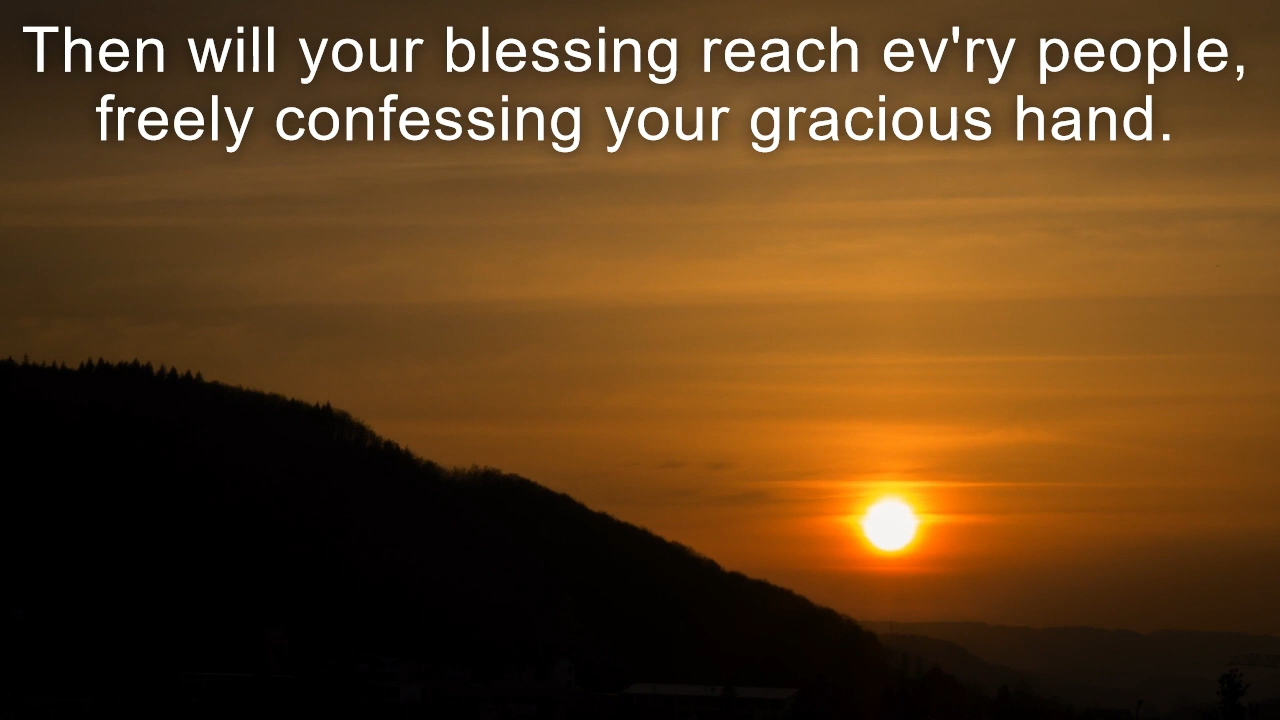 Then will your blessing reach ev'ry people,
freely confessing your gracious hand.